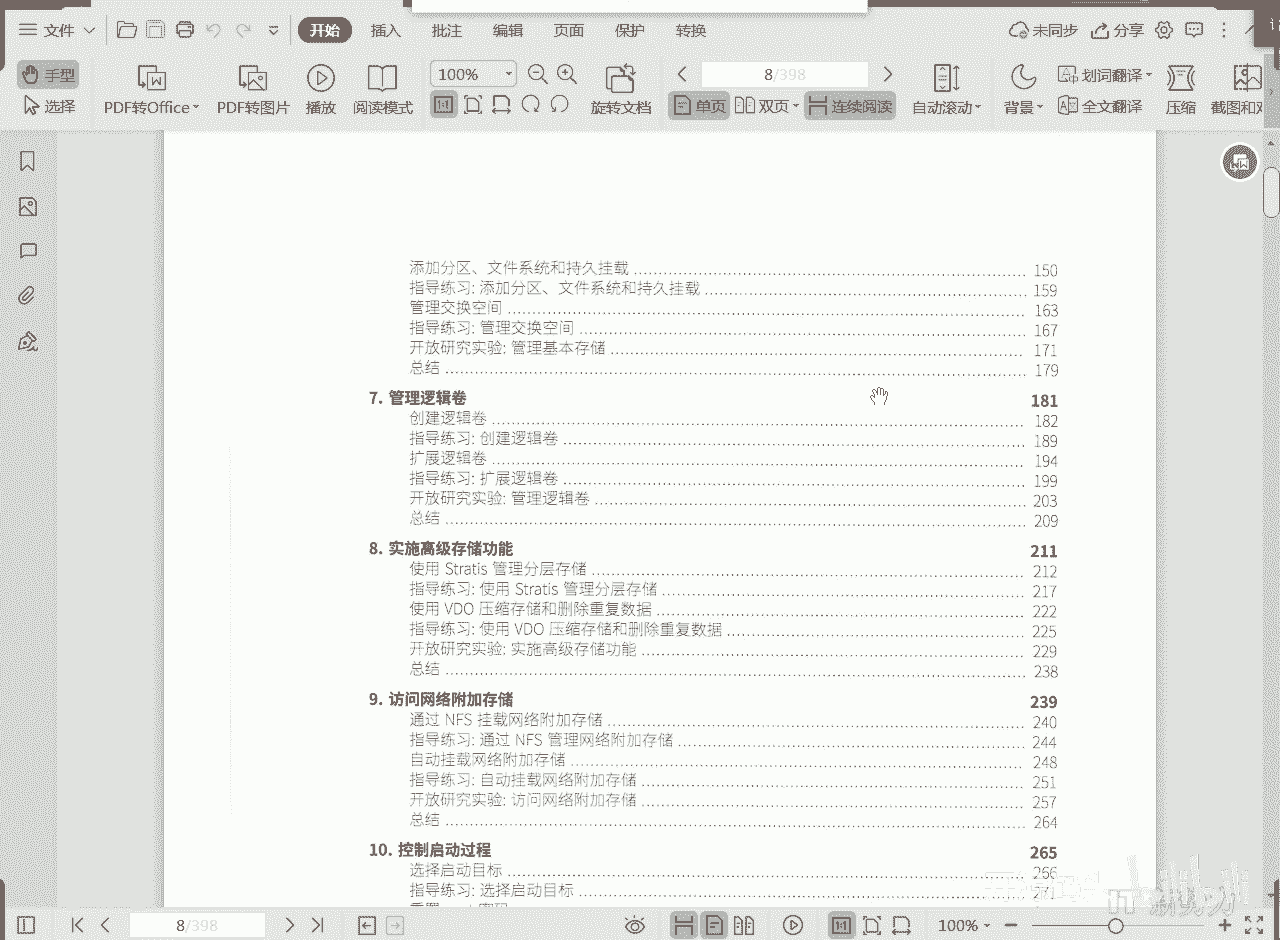 文件
开始 插入 批注 编辑 页面 保护 转换
未同步 分享
手型 选择
PDF转Office PDF转图片 播放 阅读模式
100%
旋转文档
8/398
单页 双页 连续阅读
自动滚动 背景
划词翻译
全文翻译
压缩 截图和对
添加分区、文件系统和持久挂载 150
指导练习: 添加分区、文件系统和持久挂载 159
管理交换空间 163
指导练习: 管理交换空间 167
开放研究实验: 管理基本存储 171
总结 179
7. 管理逻辑卷 181
创建逻辑卷 182
指导练习: 创建逻辑卷 189
扩展逻辑卷 194
指导练习: 扩展逻辑卷 199
开放研究实验: 管理逻辑卷 203
总结 209
8. 实施高级存储功能 211
使用 Stratis 管理分层存储 212
指导练习: 使用 Stratis 管理分层存储 217
使用 VDO 压缩存储和删除重复数据 222
指导练习: 使用 VDO 压缩存储和删除重复数据 225
开放研究实验: 实施高级存储功能 229
总结 238
9. 访问网络附加存储 239
通过 NFS 挂载网络附加存储 240
指导练习: 通过 NFS 管理网络附加存储 244
自动挂载网络附加存储 248
指导练习: 自动挂载网络附加存储 251
开放研究实验: 访问网络附加存储 257
总结 264
10. 控制启动过程 265
选择启动目标 266
指导练习: 选择启动目标
8/398
100%